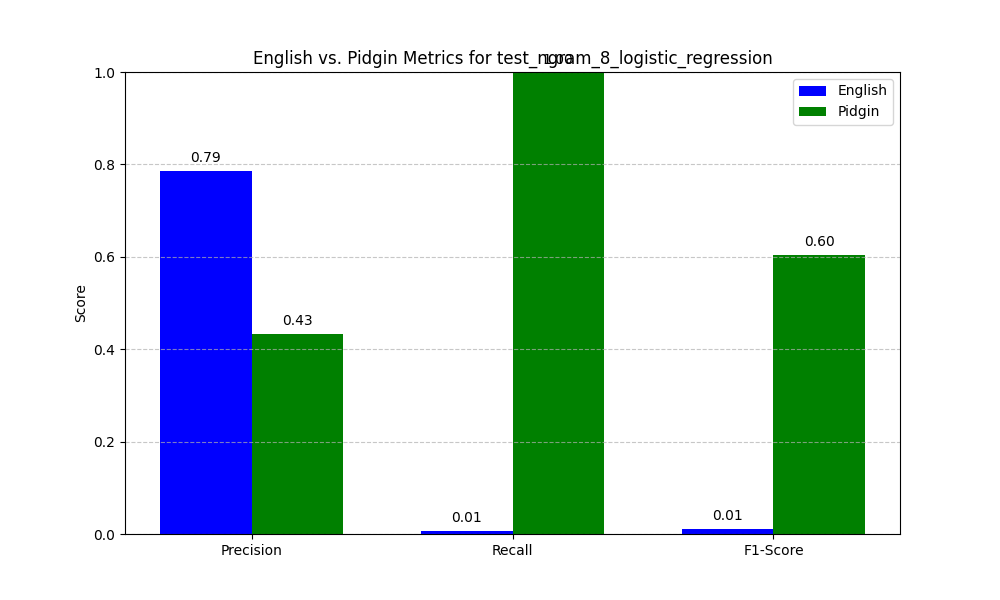 English vs. Pidgin Metrics for test_ngram_8_logistic_regression
1.00
1.0
0.8
0.6
0.4
0.2
0.0
Score
English
Pidgin
0.79
0.43
0.01
0.01
0.60
Precision
Recall
F1-Score